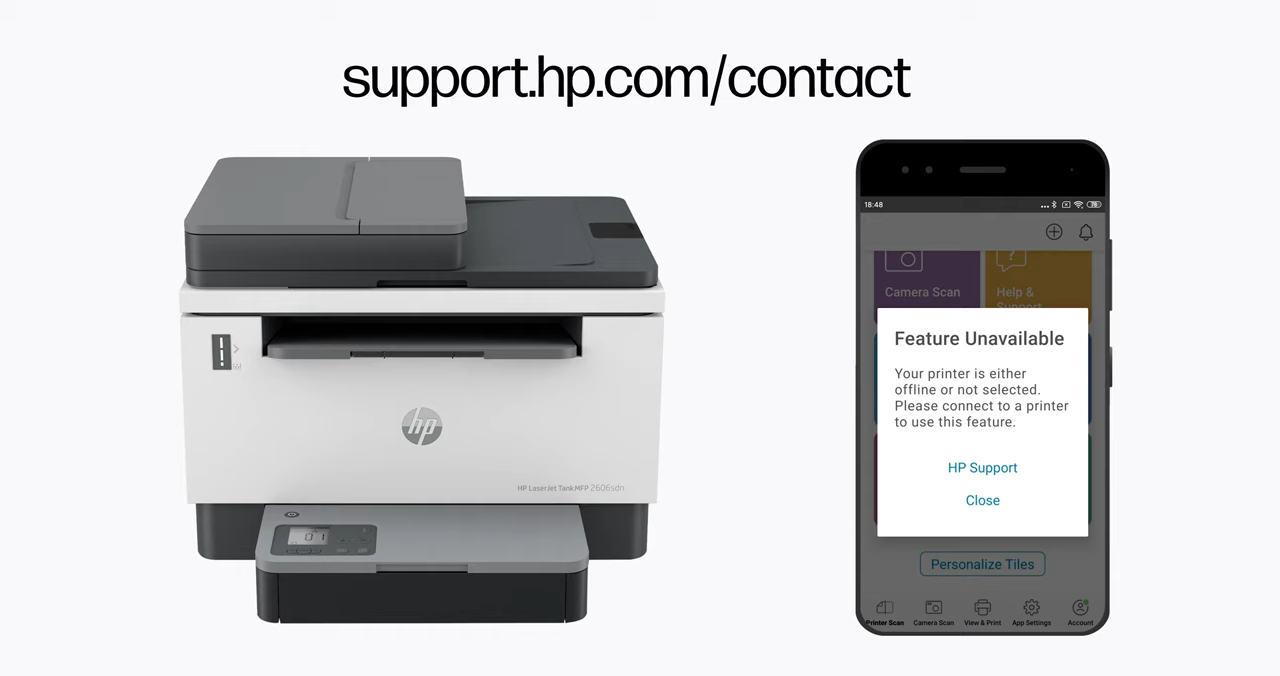 support.hp.com/contact
hp
HP LaserJet Tank MFP 2606sdn
01
18:48
Camera Scan
Help &
Support
Feature Unavailable
Your printer is either
offline or not selected.
Please connect to a printer
to use this feature.
HP Support
Close
Personalize Tiles
Printer Scan
Camera Scan
View & Print
App Settings
Account